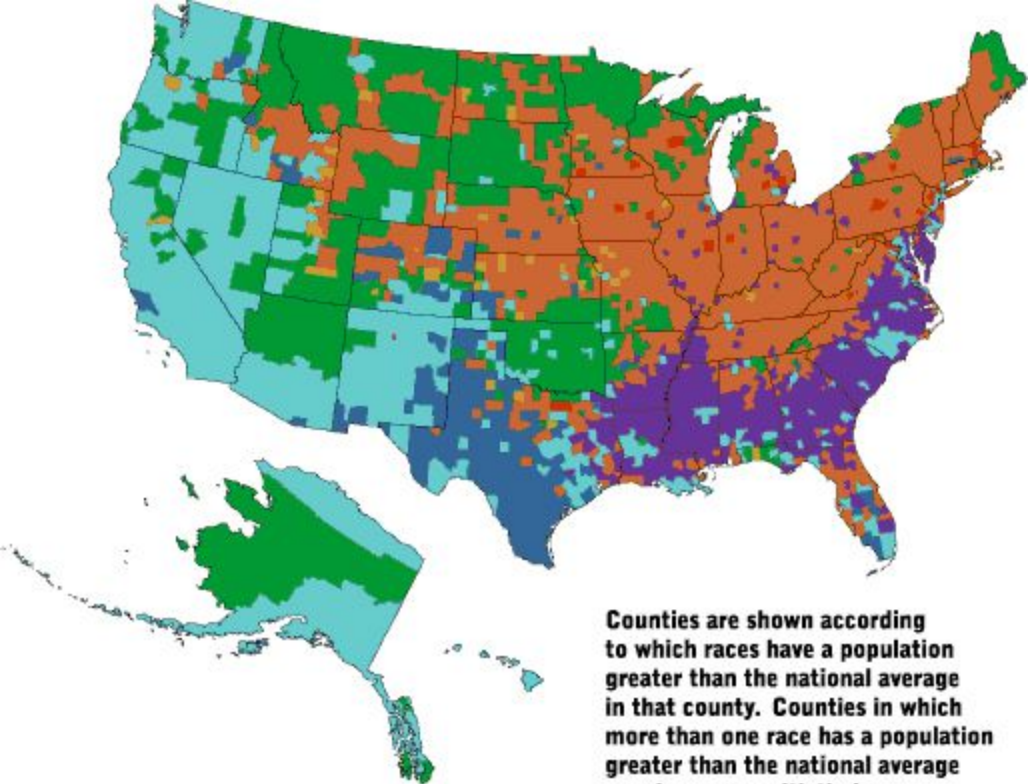 Counties are shown according
to which races have a population
greater than the national average
in that county. Counties in which
more than one race has a population
greater than the national average